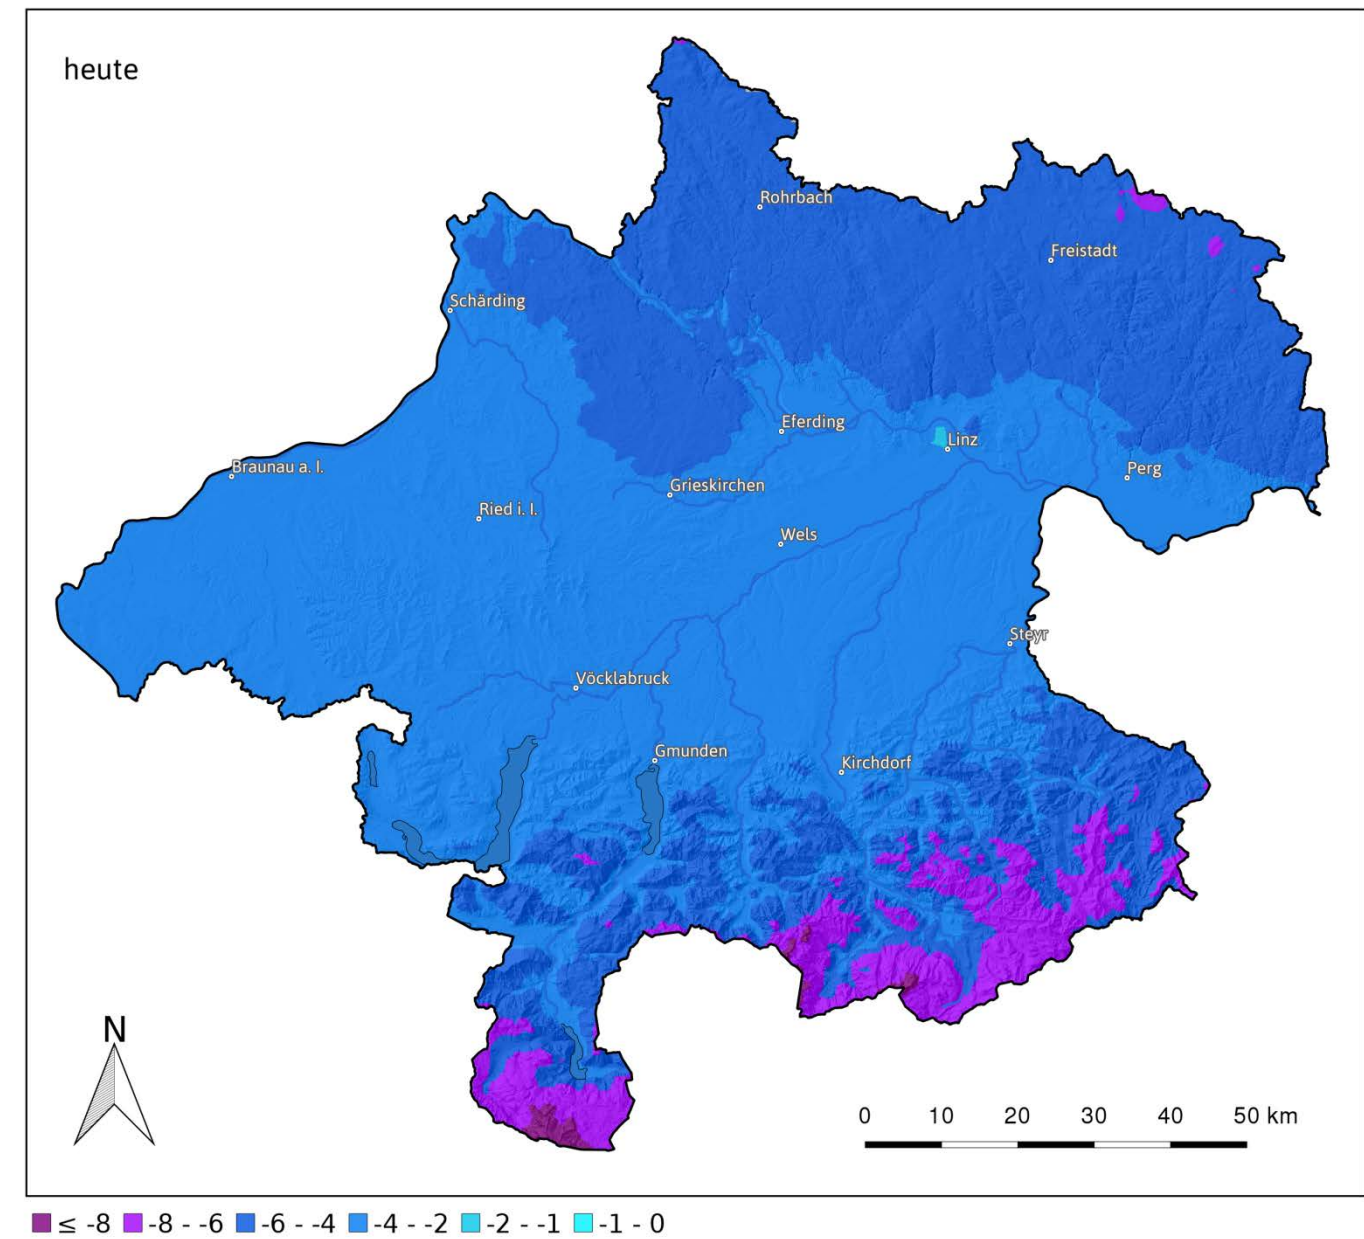 heute
Rohrbach
Freistadt
Schärding
Eferding
Linz
Braunau a. I.
Perg
Grieskirchen
Ried i. I.
Wels
Steyr
Vöcklabruck
Gmunden
Kirchdorf
N
0 10 20 30 40 50 km
≤ -8 -8 - -6 -6 - -4 -4 - -2 -2 - -1 -1 - 0